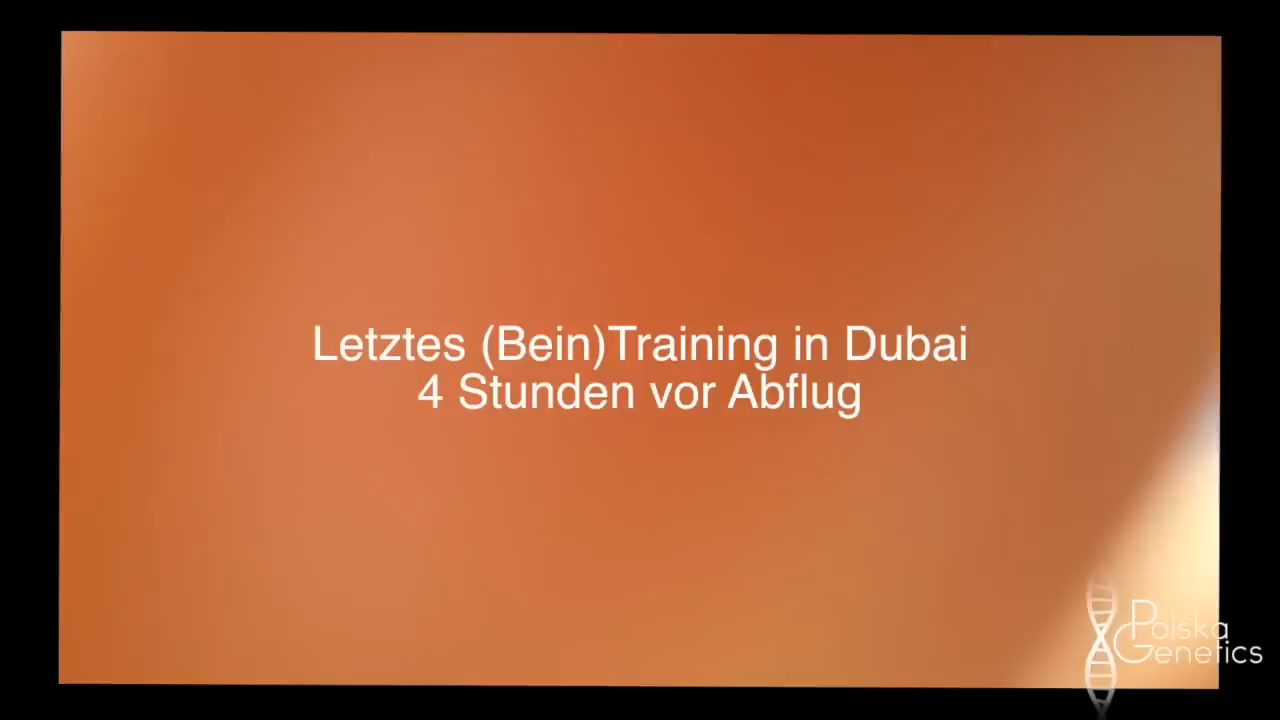 Letztes (Bein)Training in Dubai
4 Stunden vor Abflug
Polska
Genetics